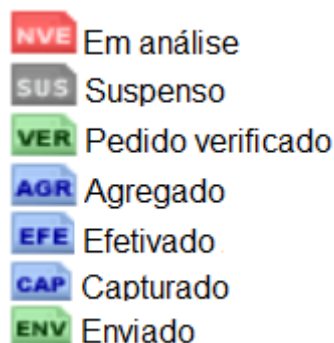 NVE Em análise
SUS Suspenso
VER Pedido verificado
AGR Agregado
EFE Efetivado
CAP Capturado
ENV Enviado